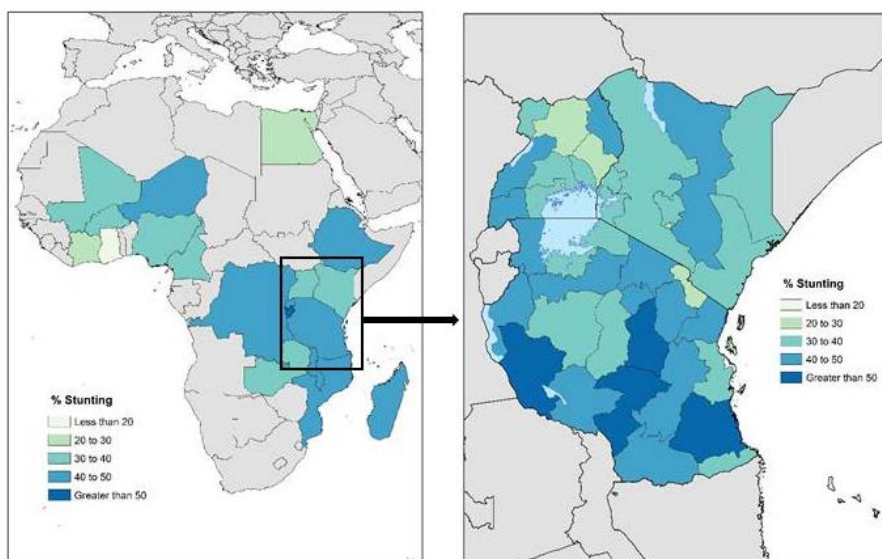 % Stunting
Less than 20
20 to 30
30 to 40
40 to 50
Greater than 50
% Stunting
Less than 20
20 to 30
30 to 40
40 to 50
Greater than 50